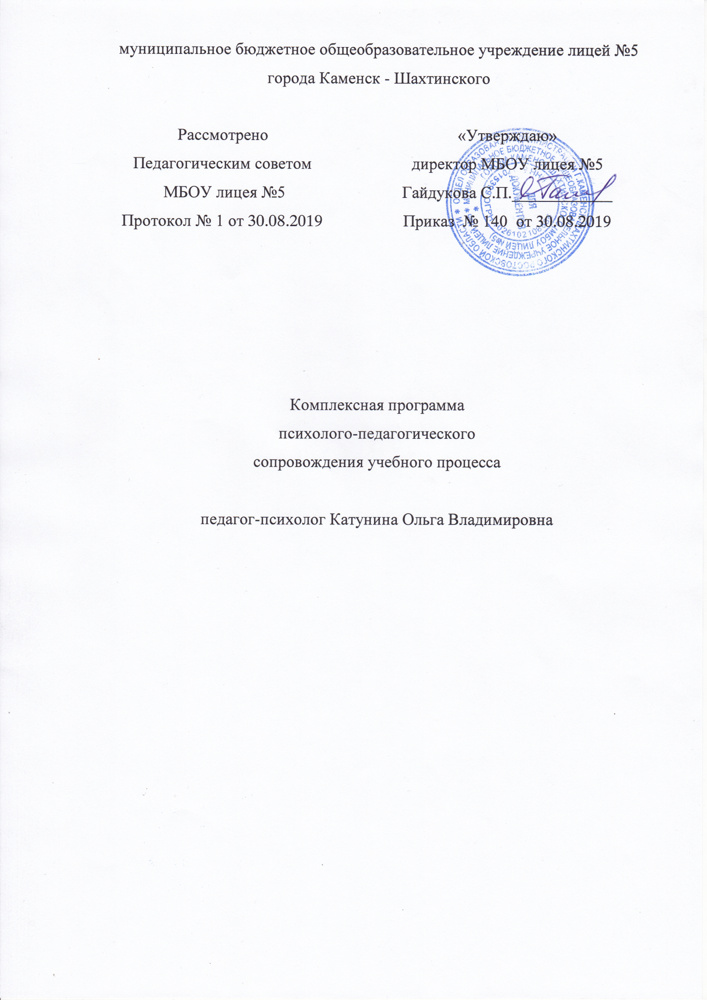 муниципальное бюджетное общеобразовательное учреждение лицей №5
города Каменск - Шахтинского
Рассмотрено
Педагогическим советом
МБОУ лицея №5
Протокол № 1 от 30.08.2019
«Утверждаю»
директор МБОУ лицея №5
Гайдукова С.П.
Приказ № 140 от 30.08.2019
ДЛЯ
ДОКУМЕНТОВ
Комплексная программа
психолого-педагогического
сопровождения учебного процесса
педагог-психолог Катунина Ольга Владимировна